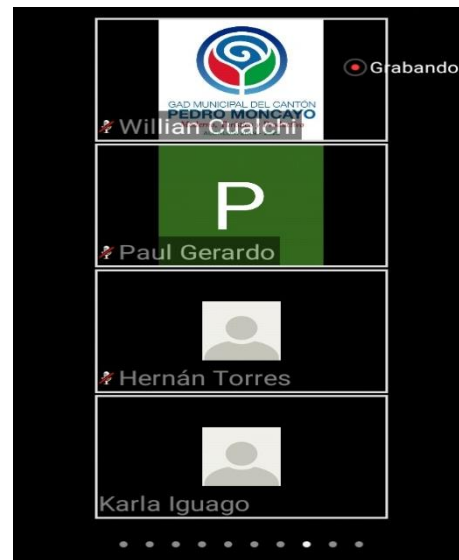 Grabando
GAD MUNICIPAL DEL CANTÓN
PEDRO MONCAYO
Willian Cualchi
P
Paul Gerardo
Hernán Torres
Karla Iguago